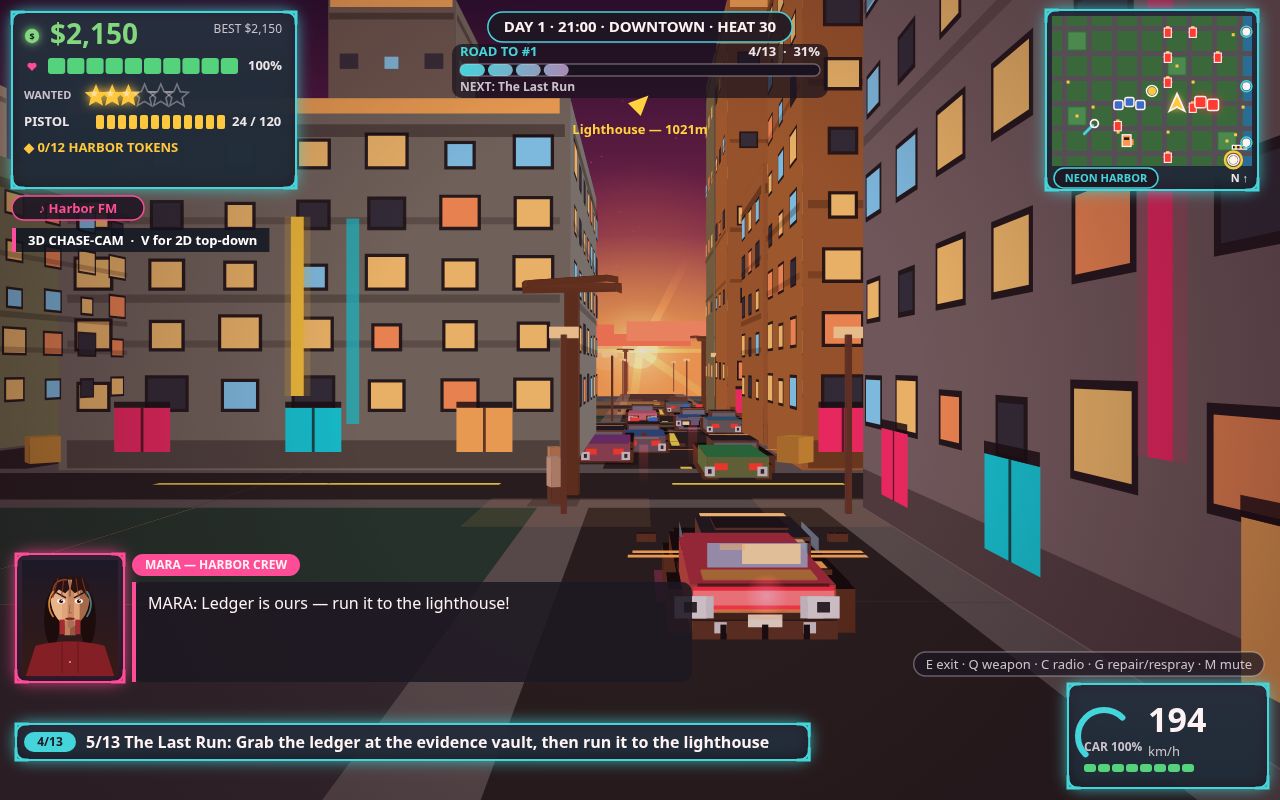 $ $2,150 BEST $2,150
100%
WANTED
PISTOL 24 / 120
◆ 0/12 HARBOR TOKENS
♪ Harbor FM
3D CHASE-CAM · V for 2D top-down
DAY 1 · 21:00 · DOWNTOWN · HEAT 30
ROAD TO #1 4/13 · 31%
NEXT: The Last Run
Lighthouse — 1021m
NEON HARBOR N ↑
MARA — HARBOR CREW
MARA: Ledger is ours — run it to the lighthouse!
E exit · Q weapon · C radio · G repair/respray · M mute
4/13 5/13 The Last Run: Grab the ledger at the evidence vault, then run it to the lighthouse
194
CAR 100% km/h